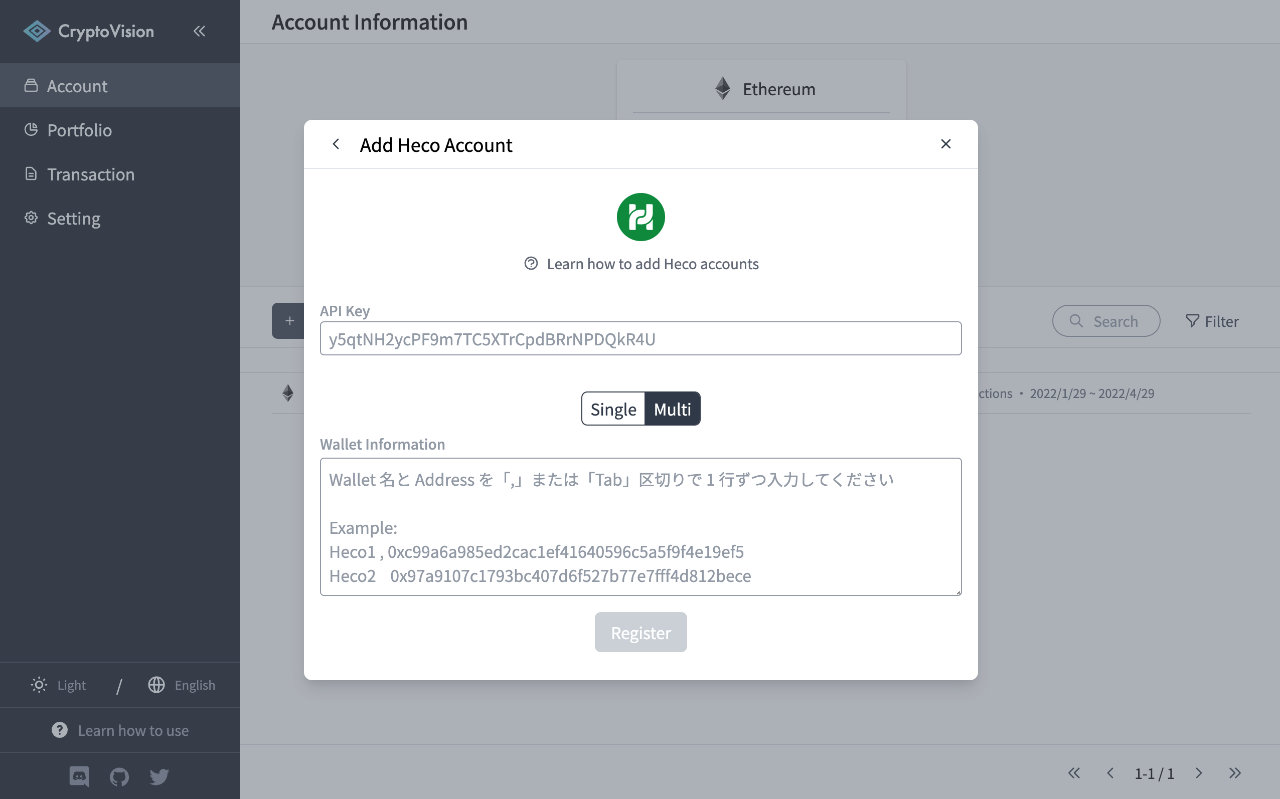 CryptoVision
Account
Portfolio
Transaction
Setting
Light / English
Learn how to use
Account Information
Ethereum
Add Heco Account
Learn how to add Heco accounts
API Key
y5qtNH2ycPF9m7TC5XTrCpdBRrNPDQkR4U
Single Multi
Wallet Information
Wallet 名と Address を「,」または「Tab」区切りで 1 行ずつ入力してください
Example:
Heco1 , 0xc99a6a985ed2cac1ef41640596c5a5f9f4e19ef5
Heco2 0x97a9107c1793bc407d6f527b77e7fff4d812bece
Register
+
Search
Filter
ctions ・ 2022/1/29 ~ 2022/4/29
1-1 / 1